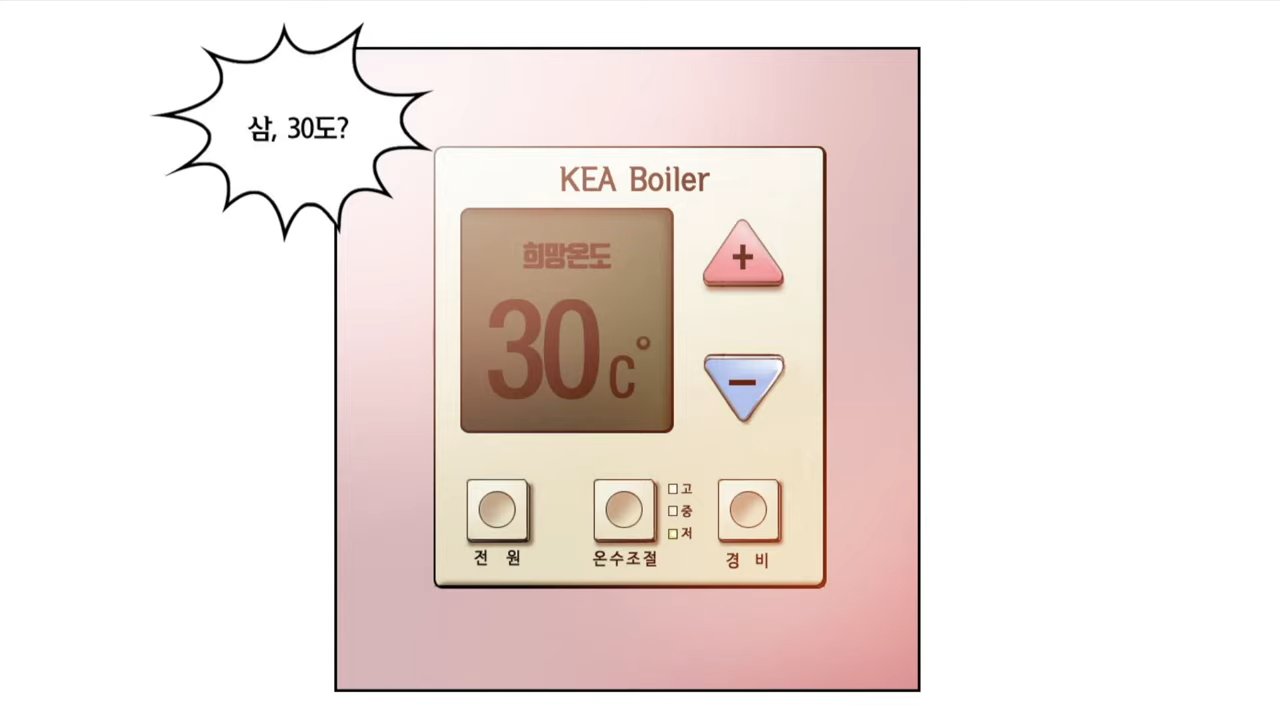 삼, 30도?
KEA Boiler
희망온도
30 C°
+
−
고
중
저
전 원
온수조절
경 비